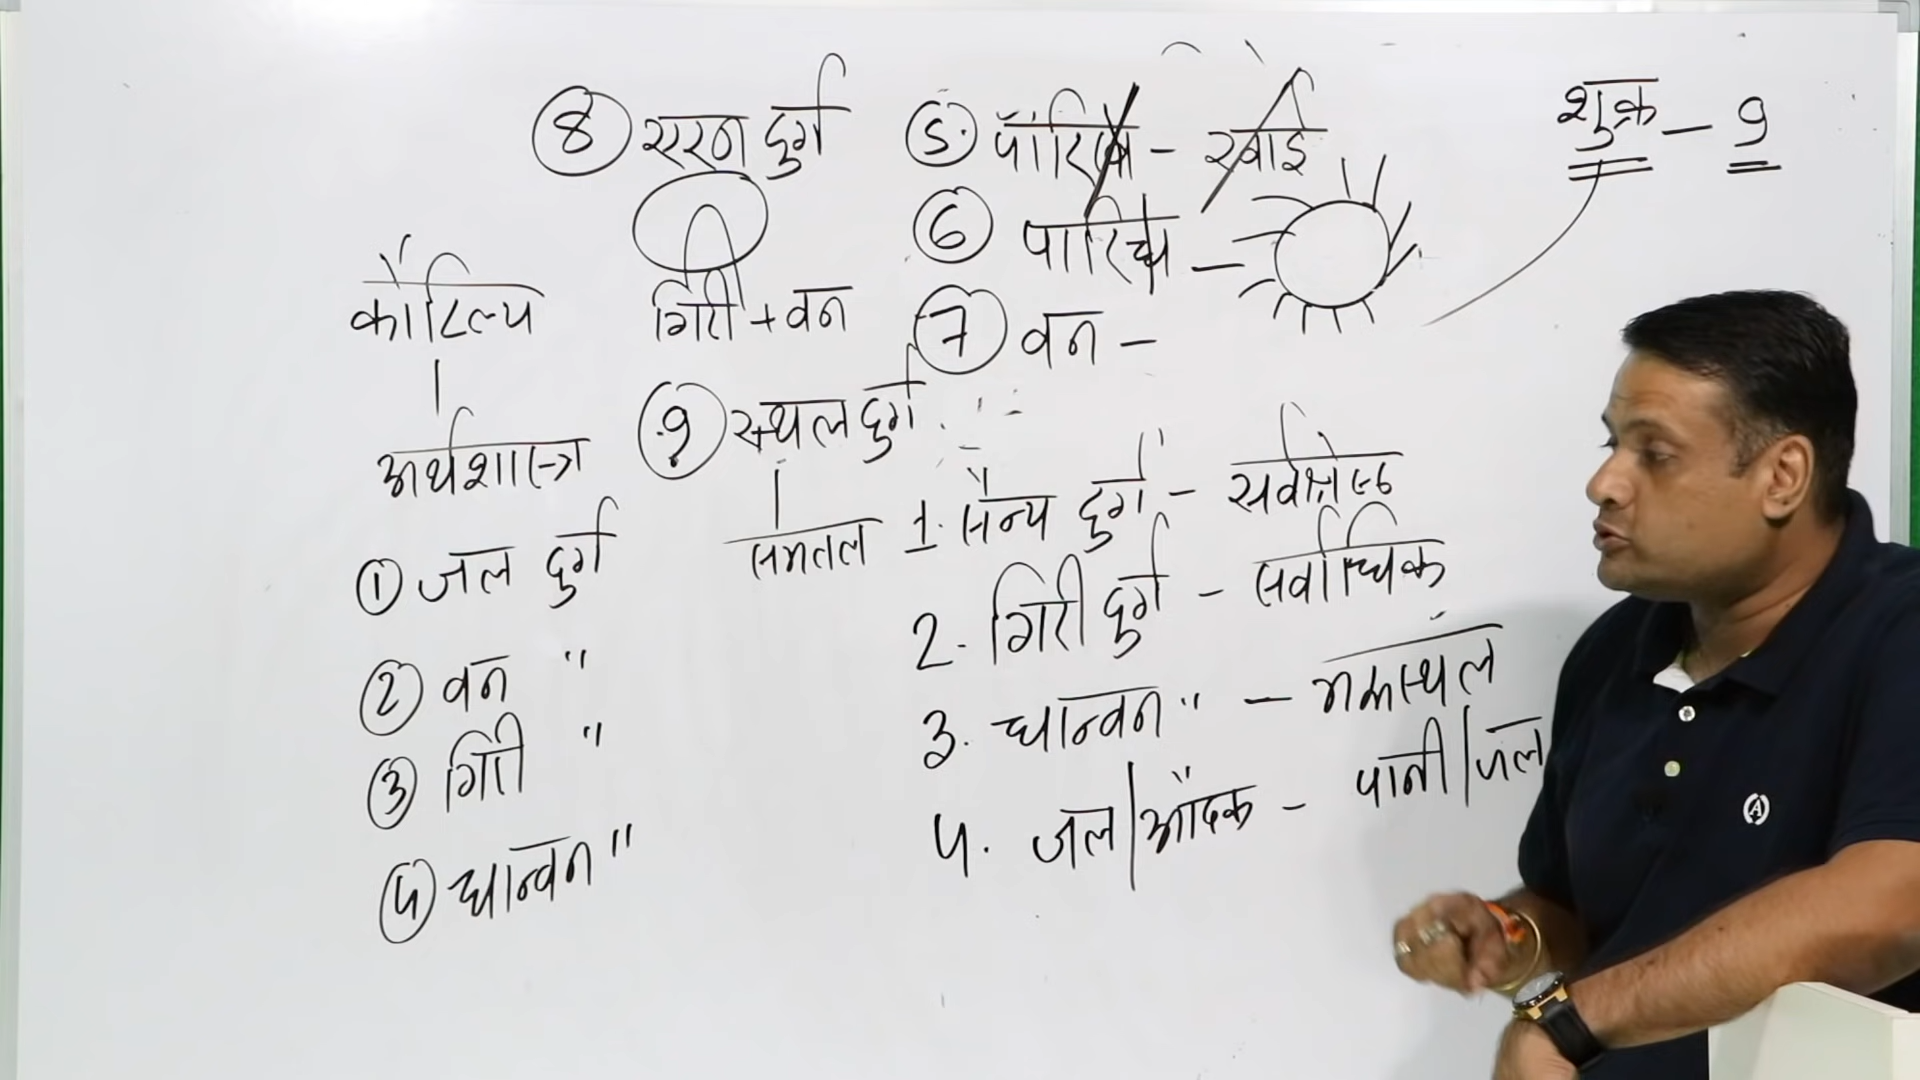 शुक्र - 9
1. सैन्य दुर्ग - सर्वश्रेष्ठ
2. गिरी दुर्ग - सर्वाधिक
3. धान्वन " - मरुस्थल
4. जल/औदक - पानी/जल
5. पारिख - खाई
6 पारिध -
7 वन -
8 एरण दुर्ग
गिरी + वन
9 स्थल दुर्ग
समतल
कौटिल्य
अर्थशास्त्र
1 जल दुर्ग
2 वन "
3 गिरी "
4 धान्वन "
A